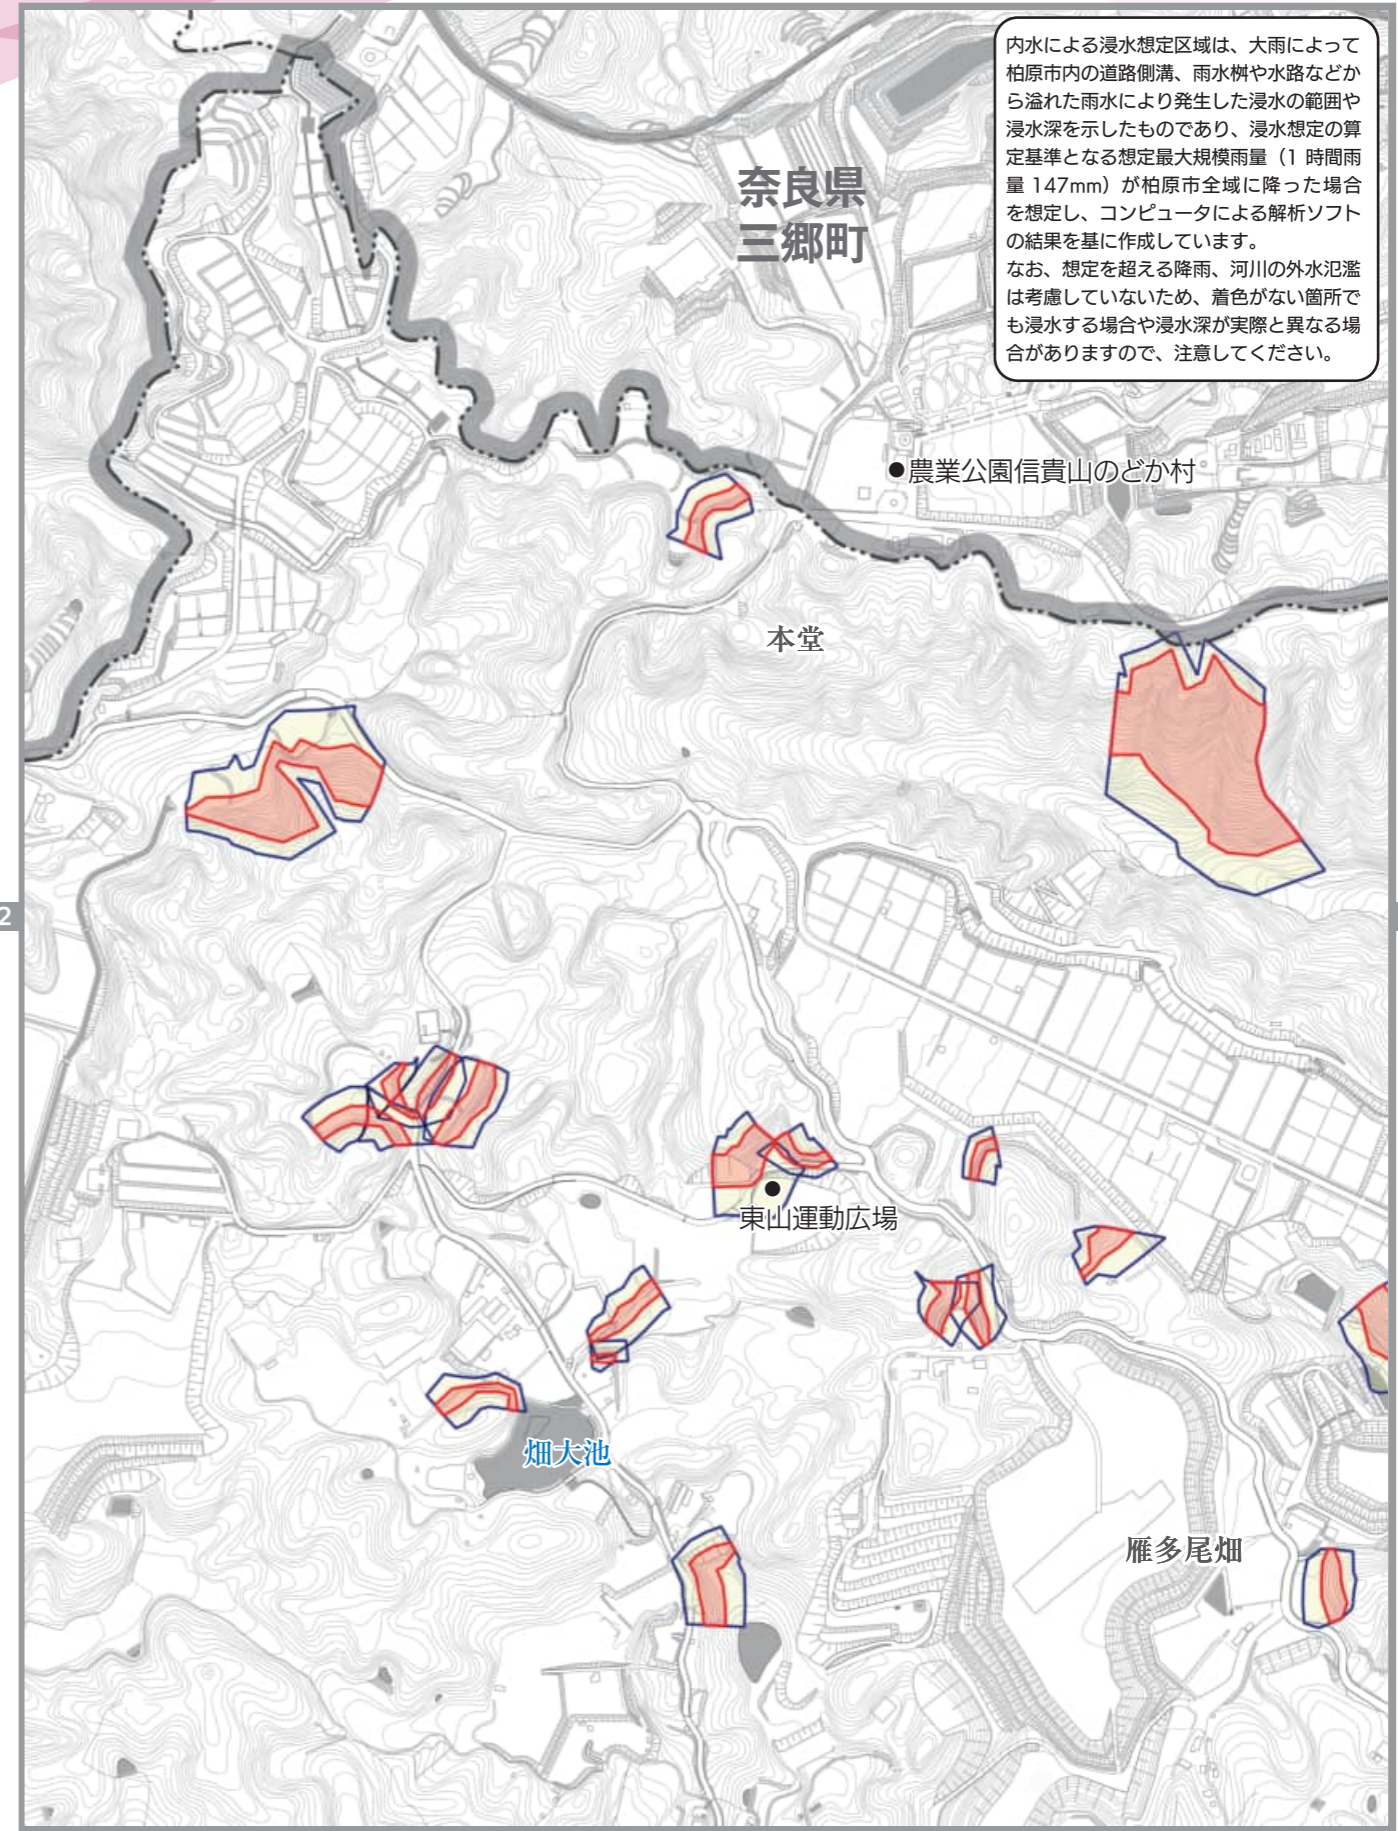 内水による浸水想定区域は、大雨によって
柏原市内の道路側溝、雨水桝や水路などか
ら溢れた雨水により発生した浸水の範囲や
浸水深を示したものであり、浸水想定の算
定基準となる想定最大規模雨量（1 時間雨
量 147mm）が柏原市全域に降った場合
を想定し、コンピュータによる解析ソフト
の結果を基に作成しています。
なお、想定を超える降雨、河川の外水氾濫
は考慮していないため、着色がない箇所で
も浸水する場合や浸水深が実際と異なる場
合がありますので、注意してください。
奈良県
三郷町
●農業公園信貴山のどか村
本堂
2
東山運動広場
畑大池
雁多尾畑